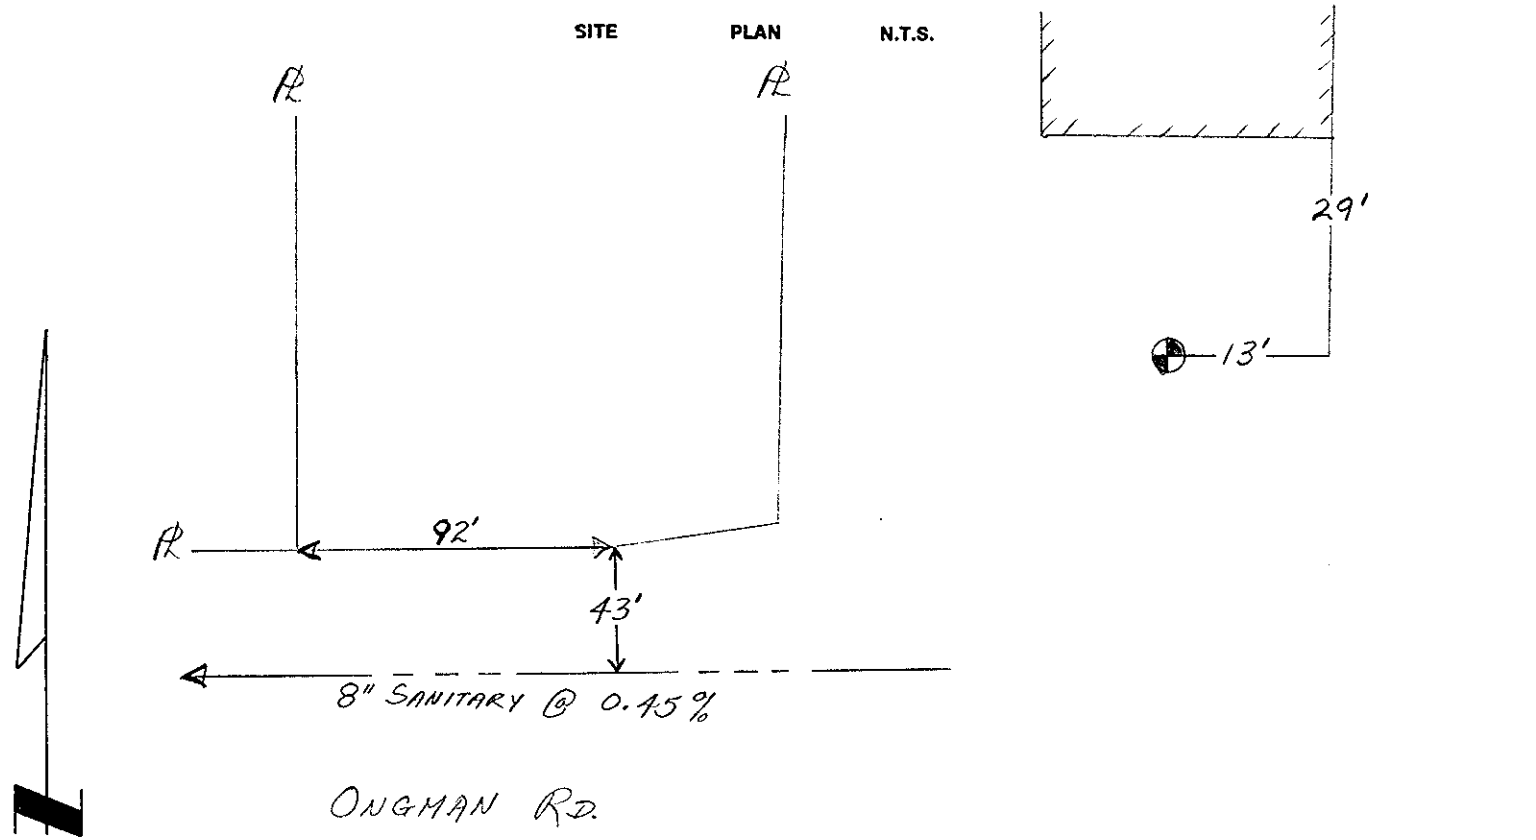 SITE PLAN N.T.S.
PL
PL
29'
13'
PL
92'
43'
8" SANITARY @ 0.45%
ONGMAN RD.
N